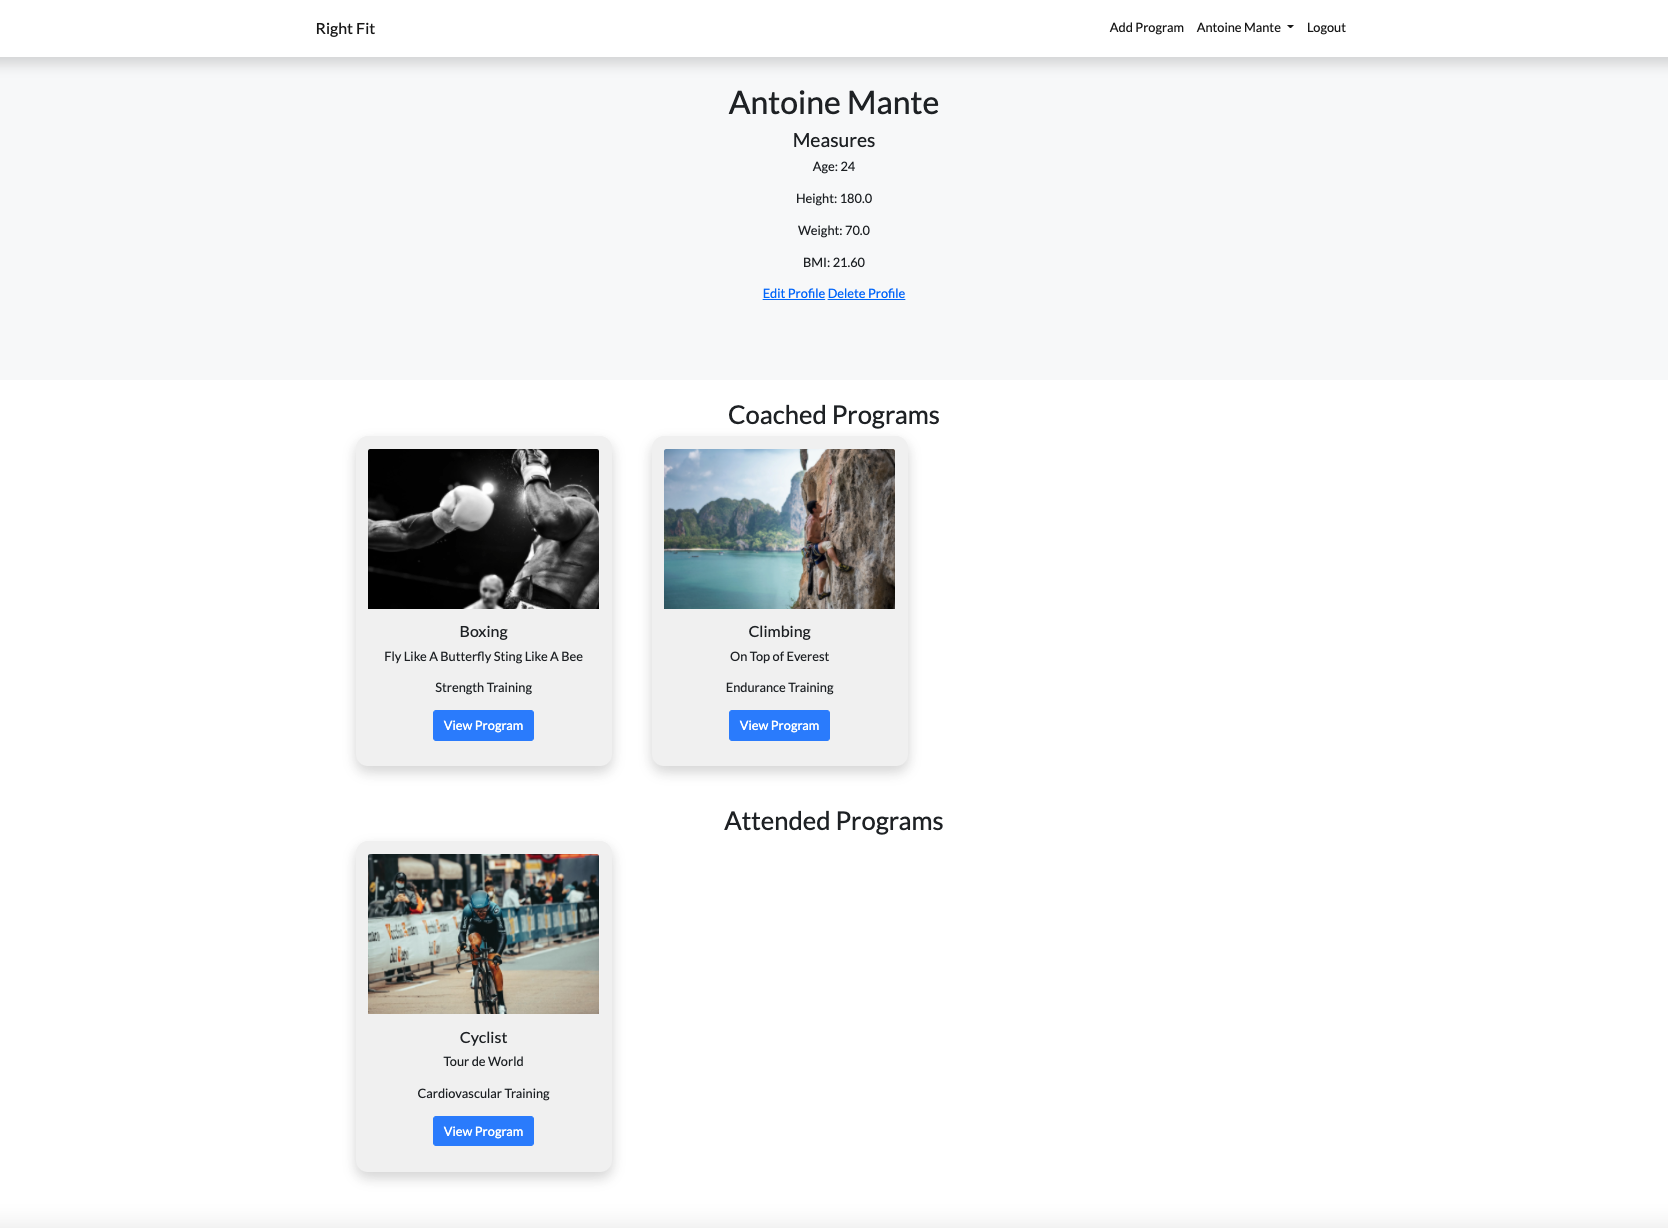 Right Fit
Add Program Antoine Mante Logout
Antoine Mante
Measures
Age: 24
Height: 180.0
Weight: 70.0
BMI: 21.60
Edit Profile Delete Profile
Coached Programs
Boxing
Fly Like A Butterfly Sting Like A Bee
Strength Training
View Program
Climbing
On Top of Everest
Endurance Training
View Program
Attended Programs
Cyclist
Tour de World
Cardiovascular Training
View Program